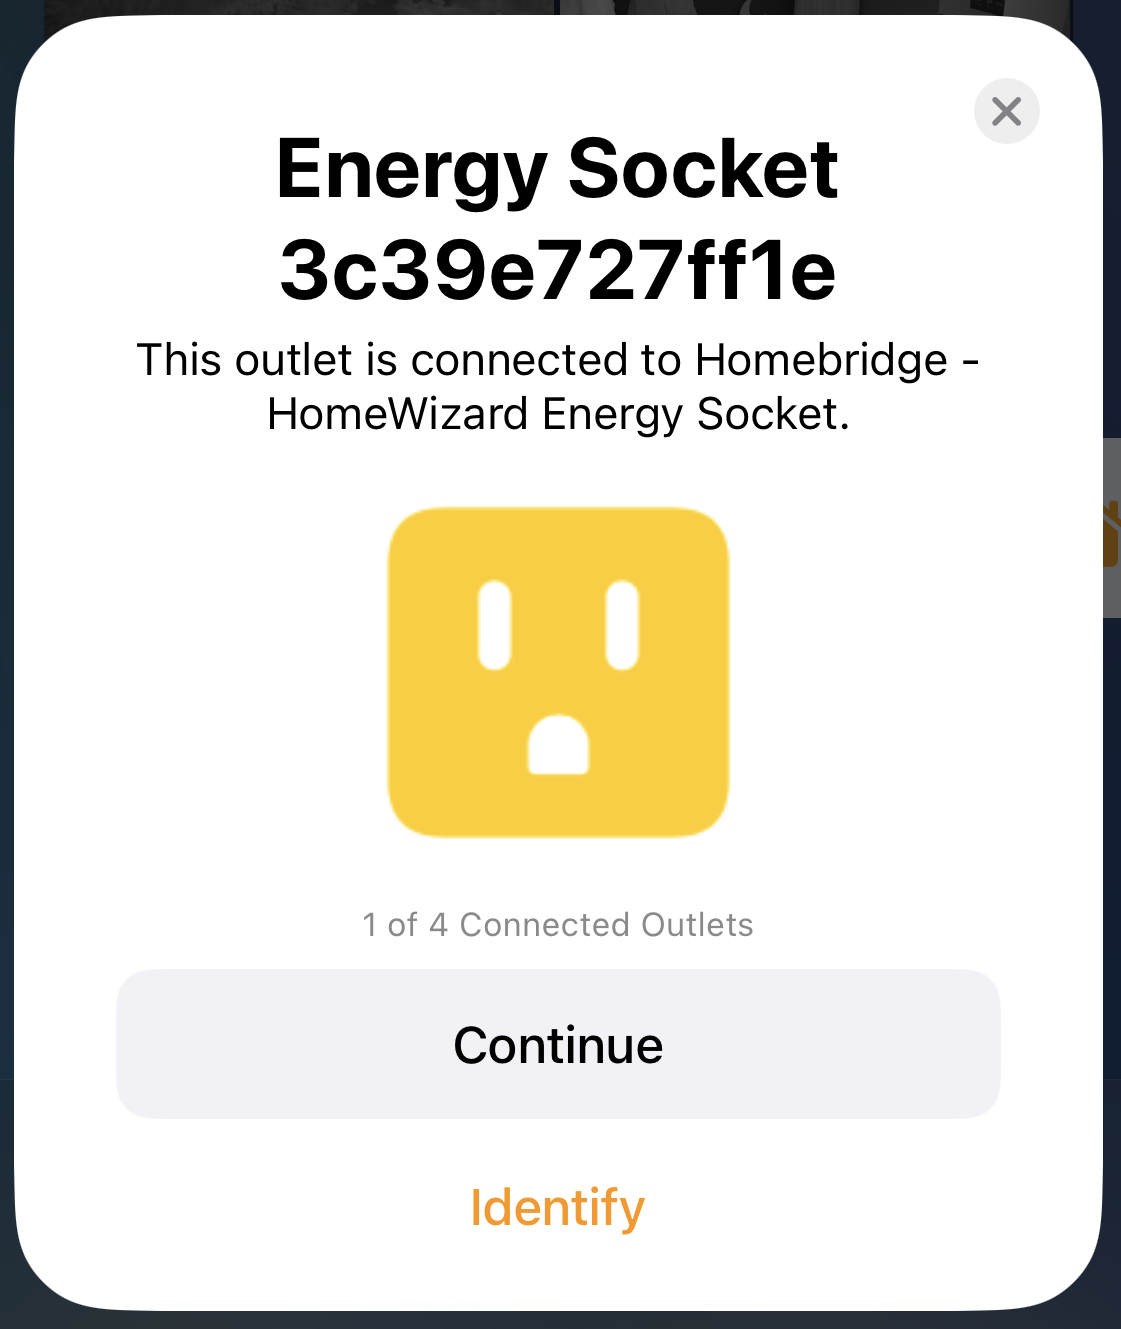 Energy Socket
3c39e727ff1e
This outlet is connected to Homebridge -
HomeWizard Energy Socket.
1 of 4 Connected Outlets
Continue
Identify